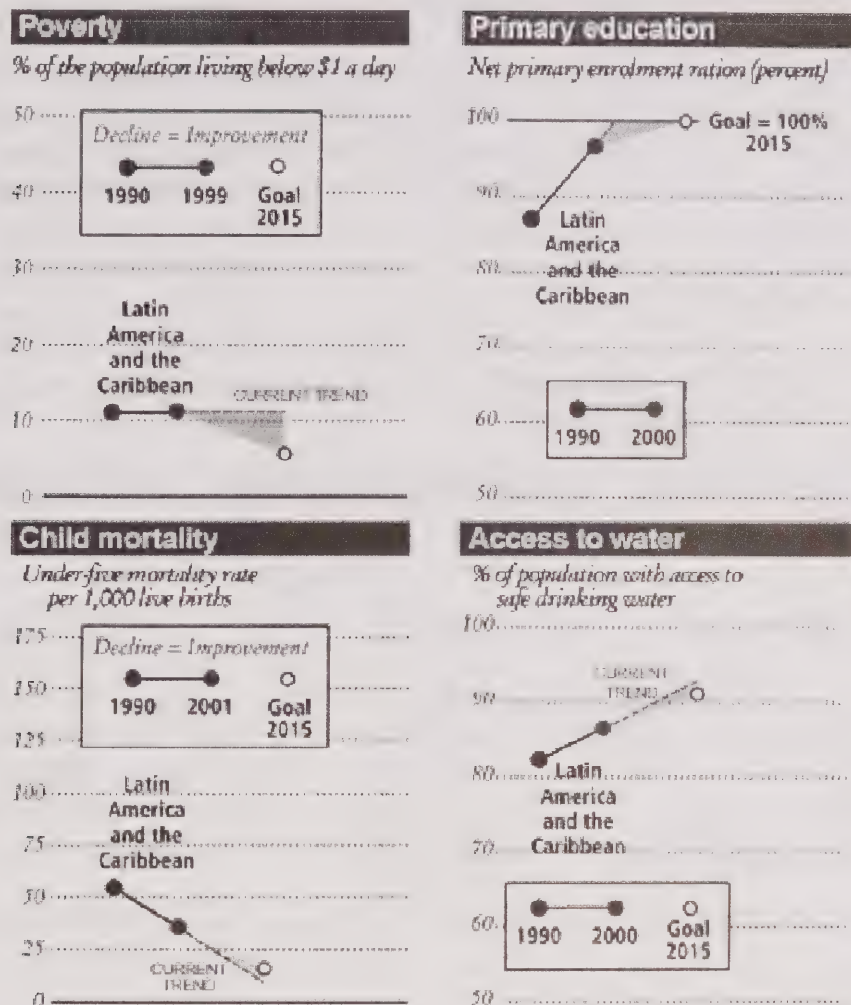 Poverty
% of the population living below $1 a day
50
Decline = Improvement
1990 1999 Goal
2015
40
30
Latin
America
and the
Caribbean
20
CURRENT TREND
10
0
Primary education
Net primary enrolment ration (percent)
100
Goal = 100%
2015
90
Latin
America
and the
Caribbean
80
70
60
1990 2000
50
Child mortality
Under-five mortality rate
per 1,000 live births
175
Decline = Improvement
150
1990 2001 Goal
2015
125
100
Latin
America
and the
Caribbean
75
50
25
CURRENT
TREND
0
Access to water
% of population with access to
safe drinking water
100
CURRENT
TREND
90
80
Latin
America
and the
Caribbean
70
60
1990 2000 Goal
2015
50